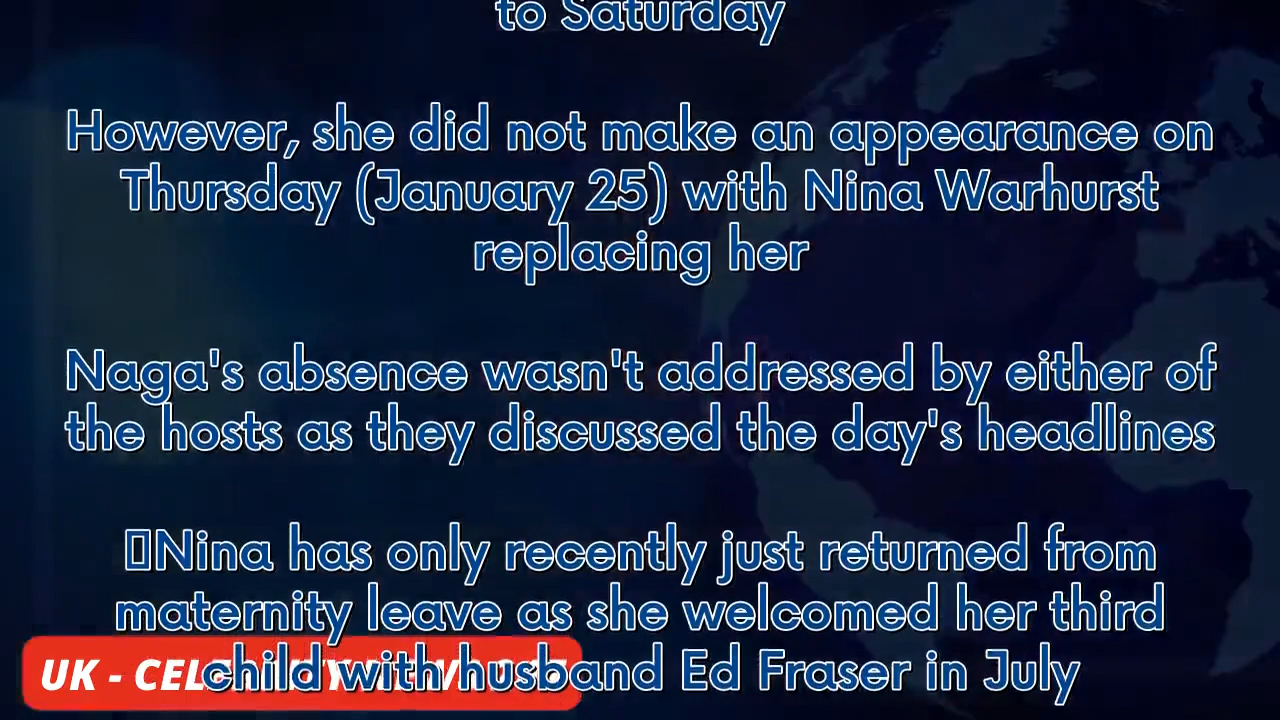 to Saturday
However, she did not make an appearance on
Thursday (January 25) with Nina Warhurst
replacing her
Naga's absence wasn't addressed by either of
the hosts as they discussed the day's headlines
Nina has only recently just returned from
maternity leave as she welcomed her third
child with husband Ed Fraser in July
UK -